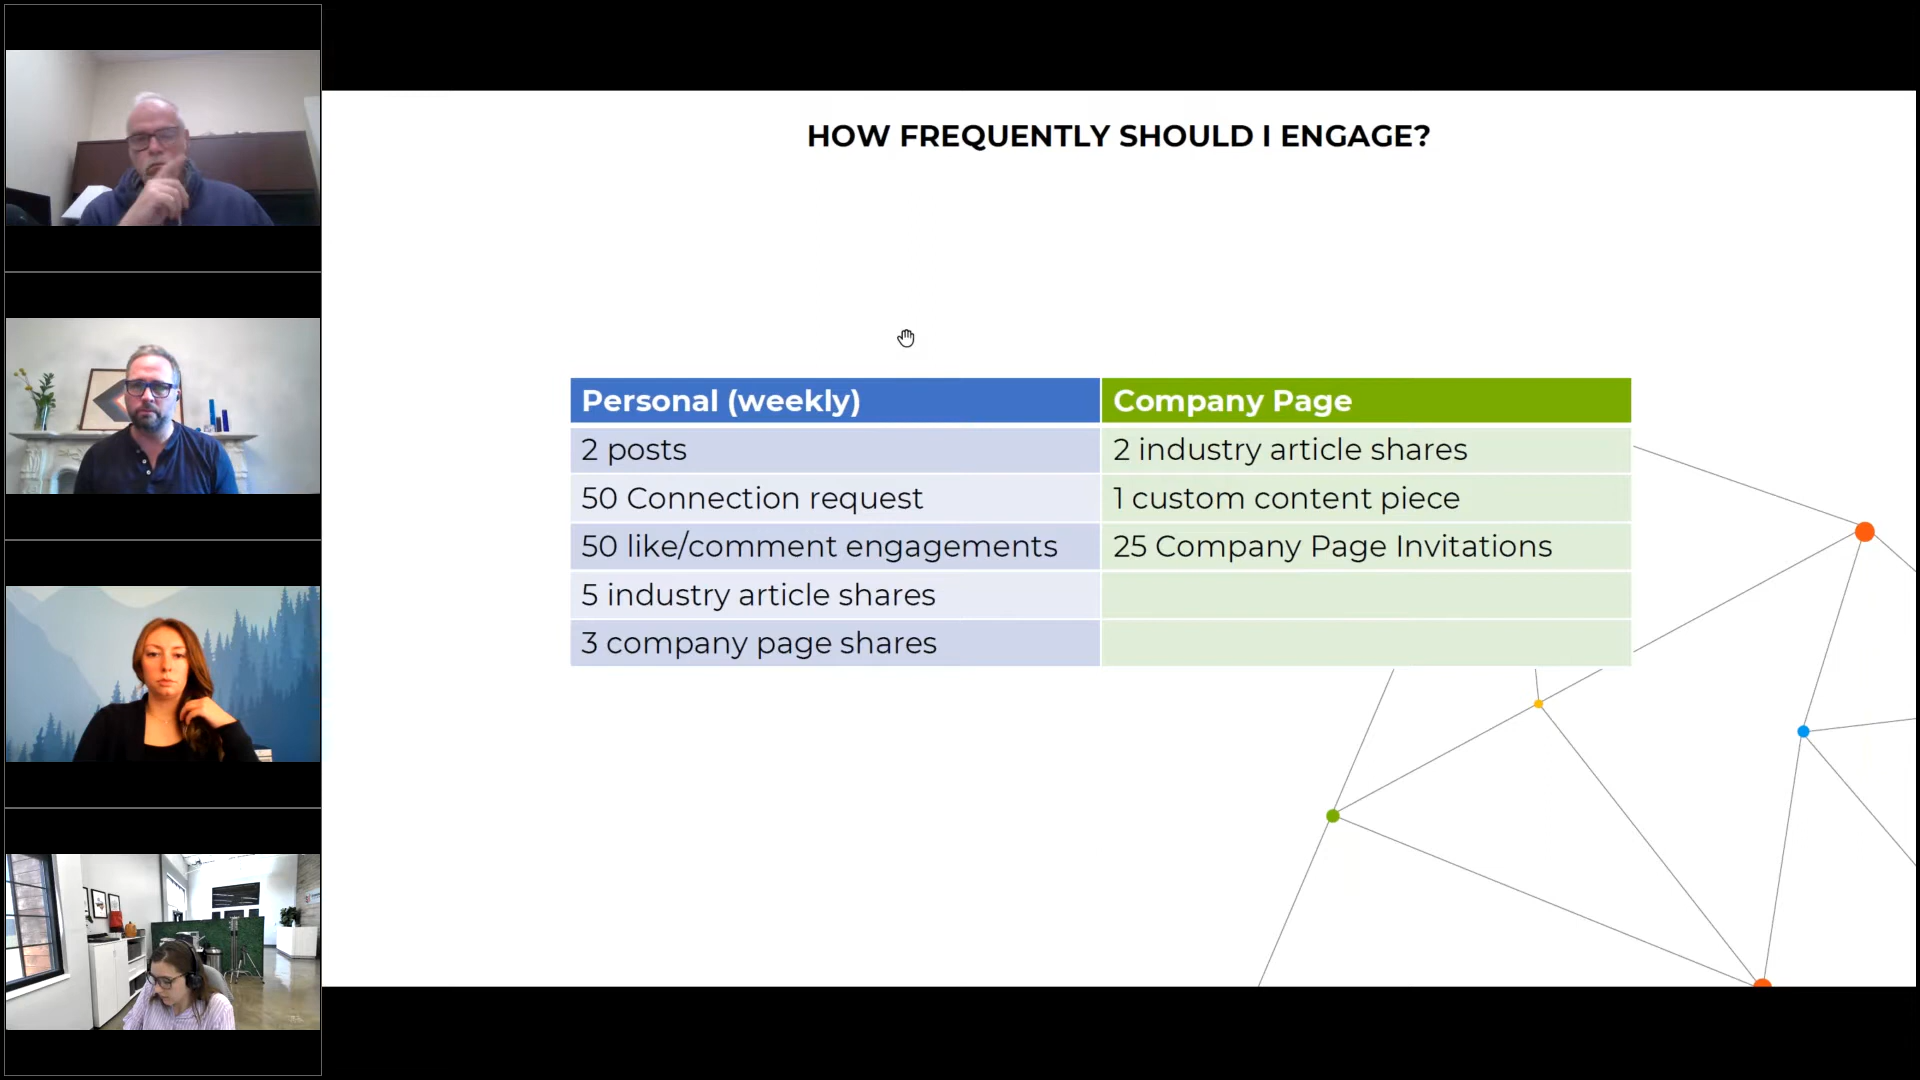 HOW FREQUENTLY SHOULD I ENGAGE?
Personal (weekly)
Company Page
2 posts
2 industry article shares
50 Connection request
1 custom content piece
50 like/comment engagements
25 Company Page Invitations
5 industry article shares
3 company page shares